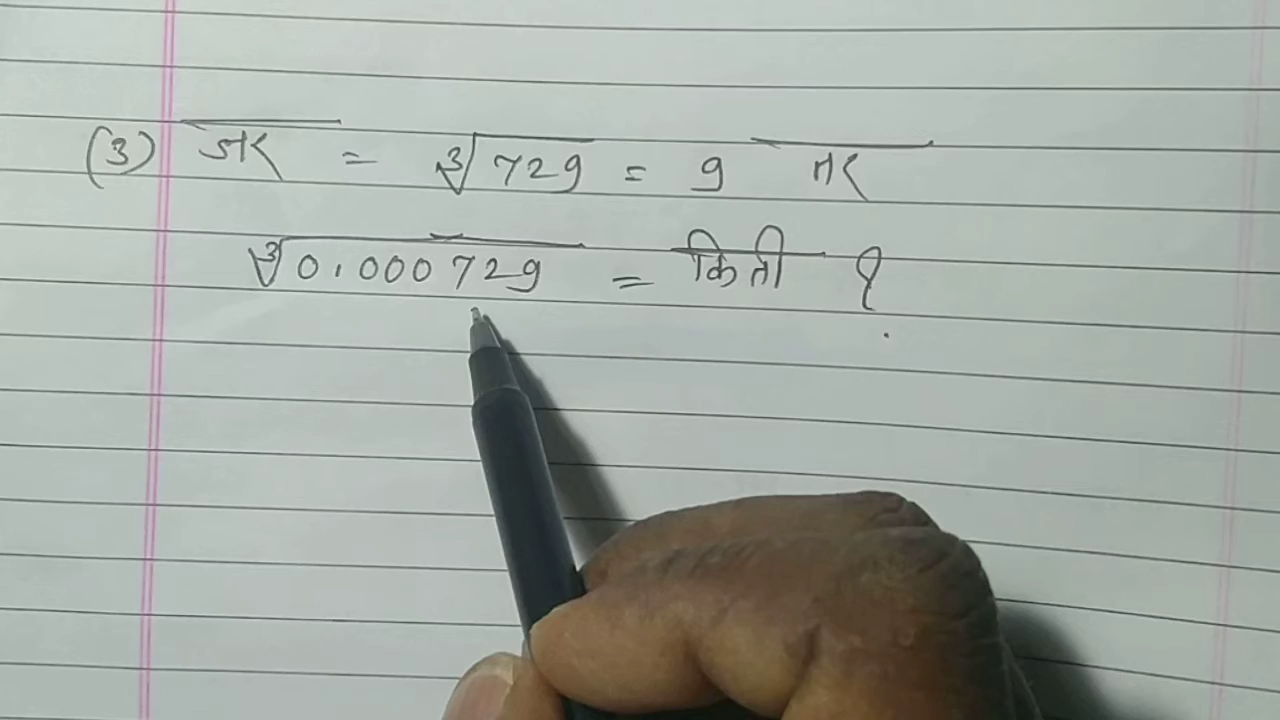 (3) जर = ∛729 = 9 तर
∛0.000729 = किती ?